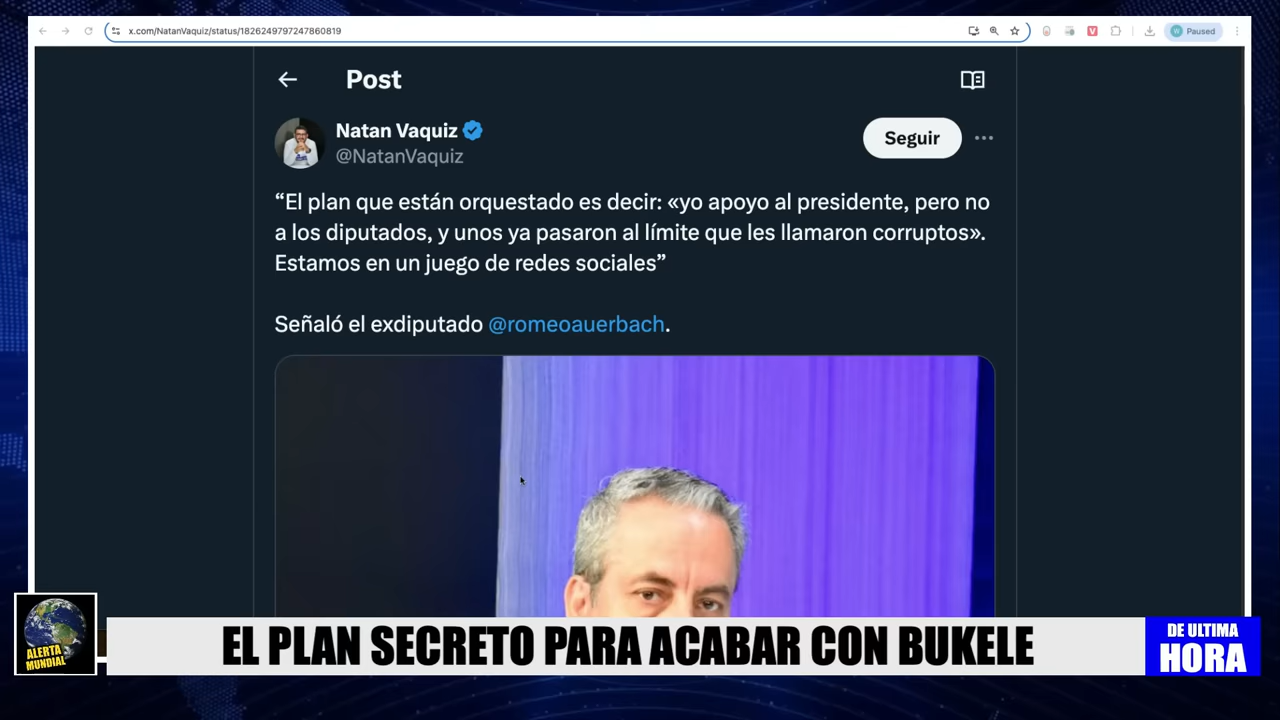 x.com/NatanVaquiz/status/1826249797247860819
Paused
Post
Natan Vaquiz
@NatanVaquiz
Seguir
“El plan que están orquestado es decir: «yo apoyo al presidente, pero no
a los diputados, y unos ya pasaron al límite que les llamaron corruptos».
Estamos en un juego de redes sociales”
Señaló el exdiputado @romeoauerbach.
ALERTA
MUNDIAL
EL PLAN SECRETO PARA ACABAR CON BUKELE
DE ULTIMA
HORA